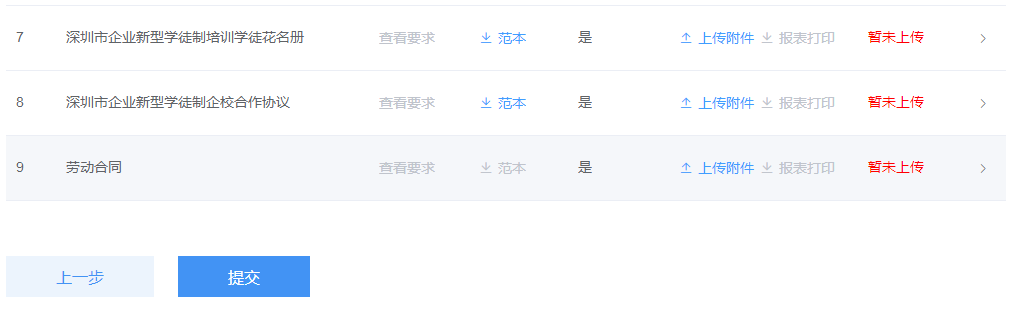 7 深圳市企业新型学徒制培训学徒花名册 查看要求 范本 是 上传附件 报表打印 暂未上传
8 深圳市企业新型学徒制企校合作协议 查看要求 范本 是 上传附件 报表打印 暂未上传
9 劳动合同 查看要求 范本 是 上传附件 报表打印 暂未上传
上一步 提交